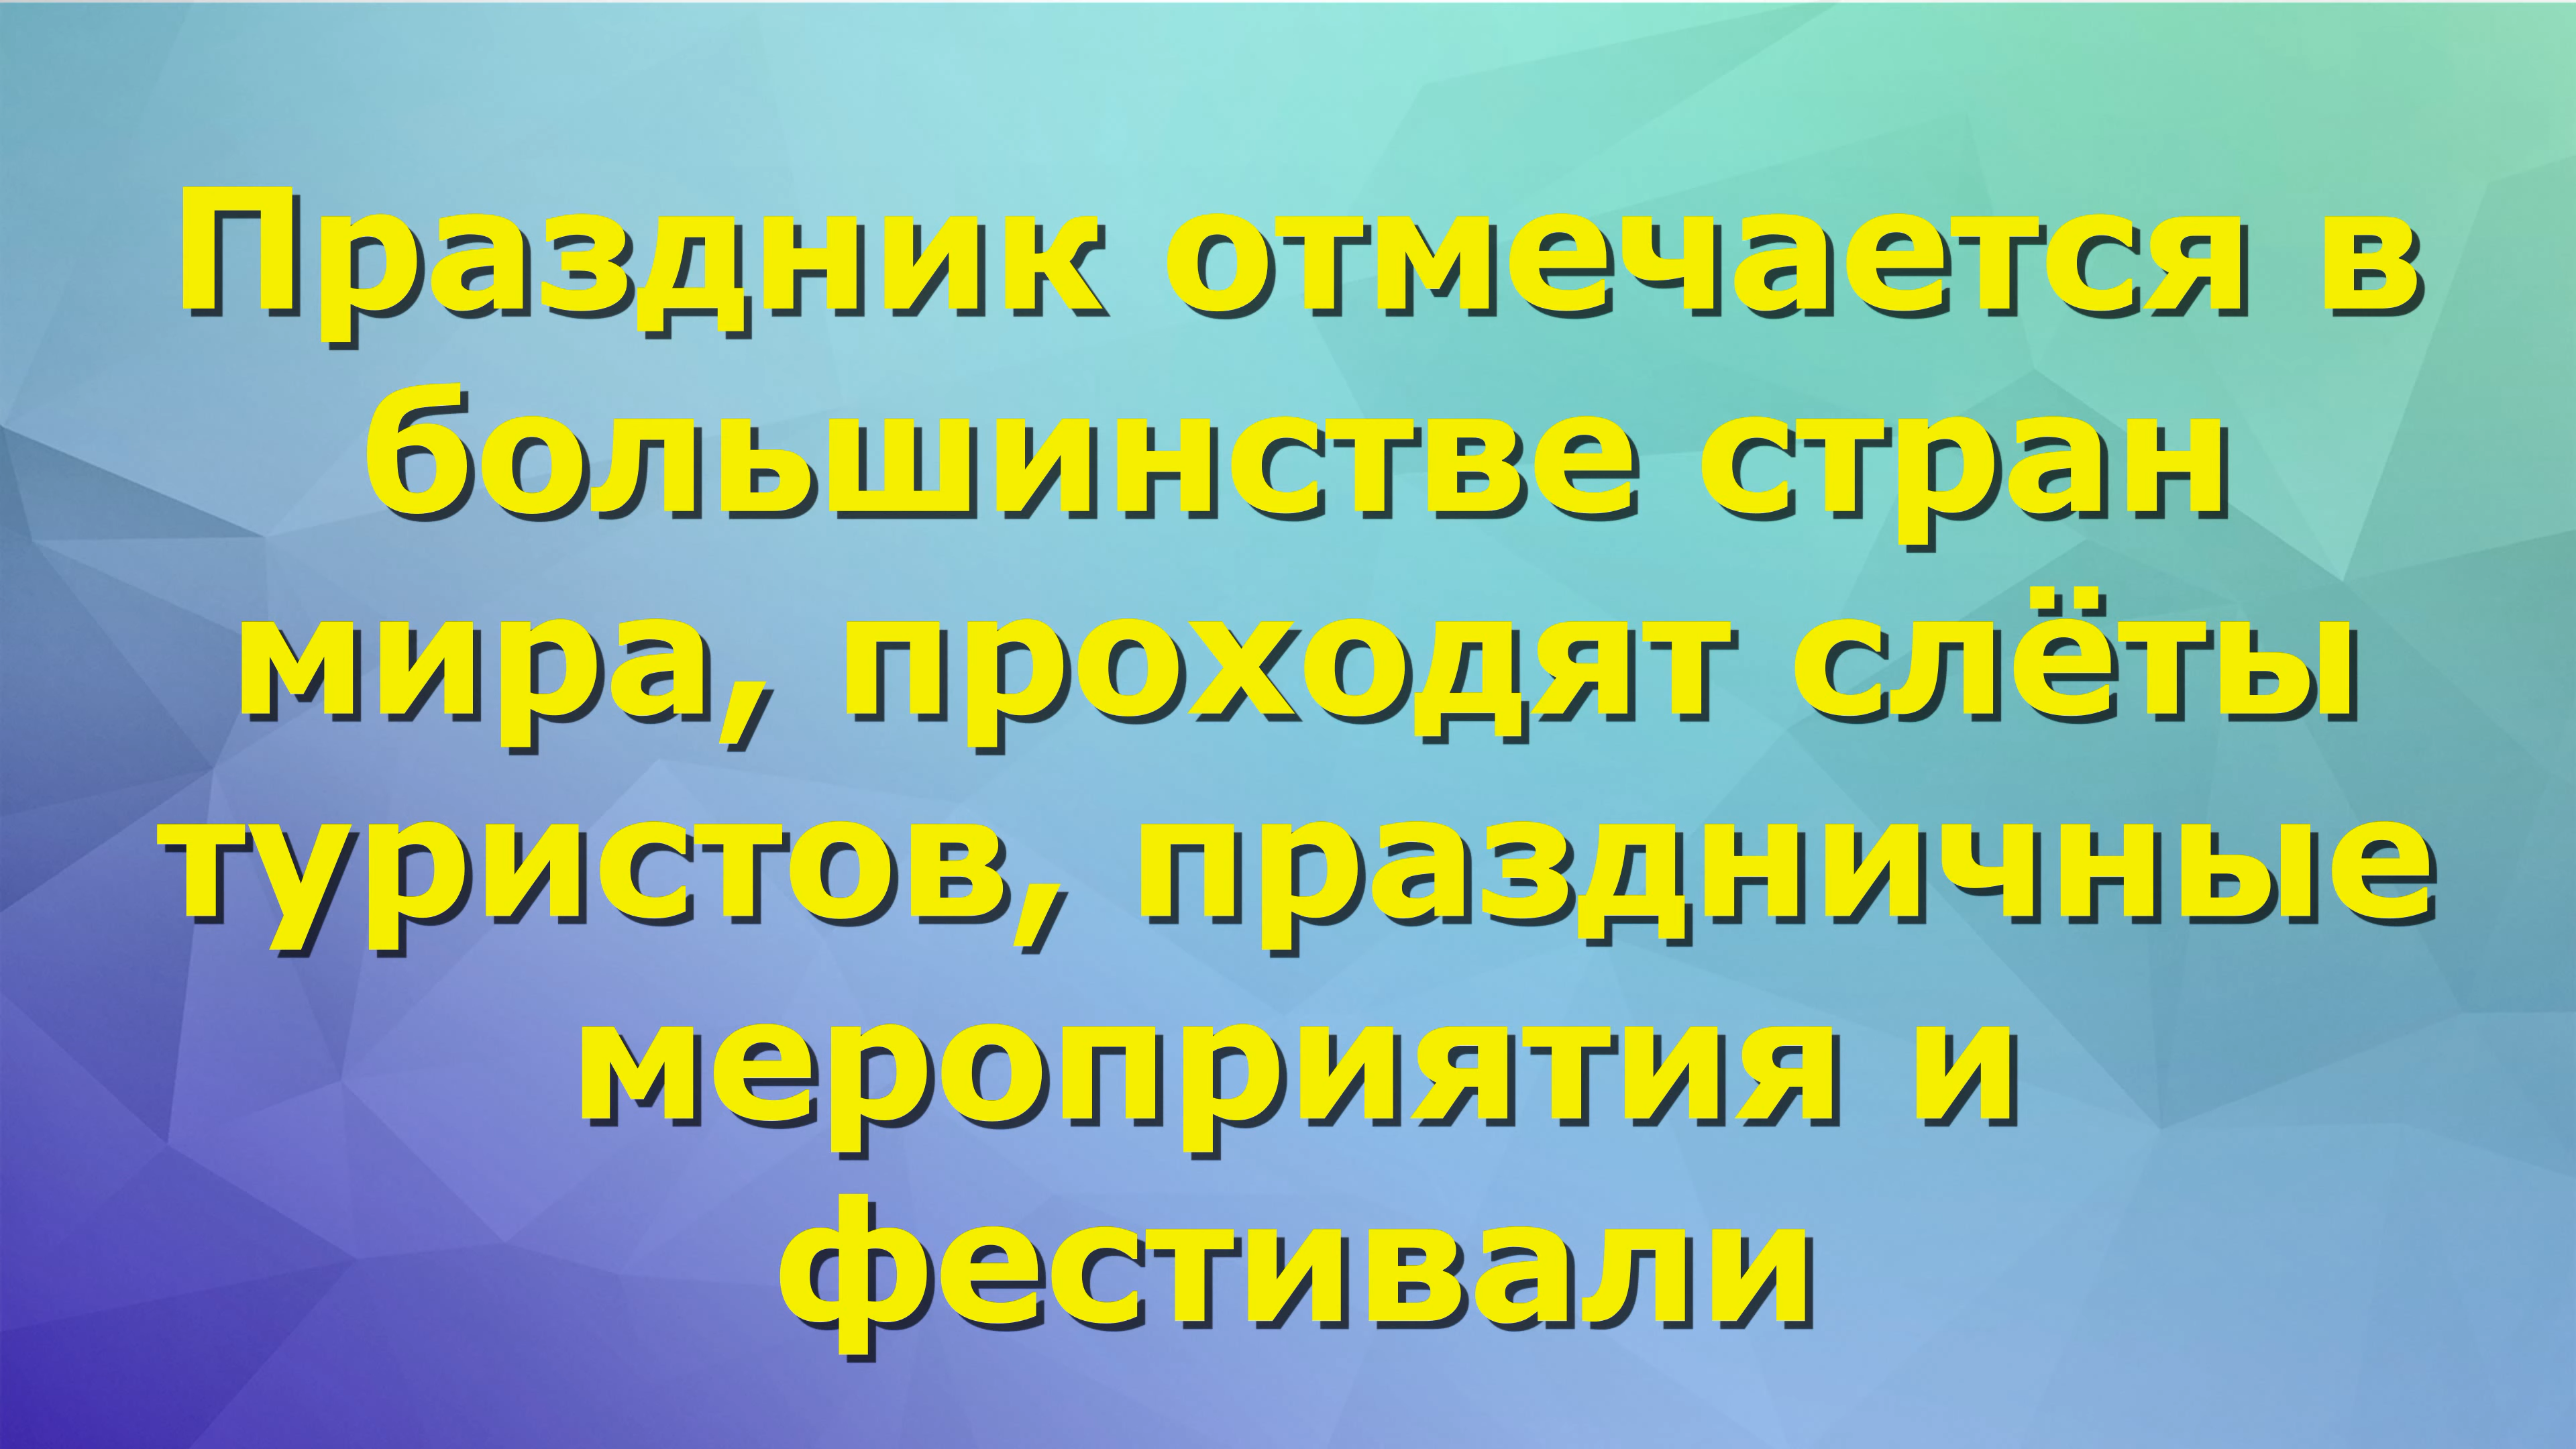 Праздник отмечается в
большинстве стран
мира, проходят слёты
туристов, праздничные
мероприятия и
фестивали